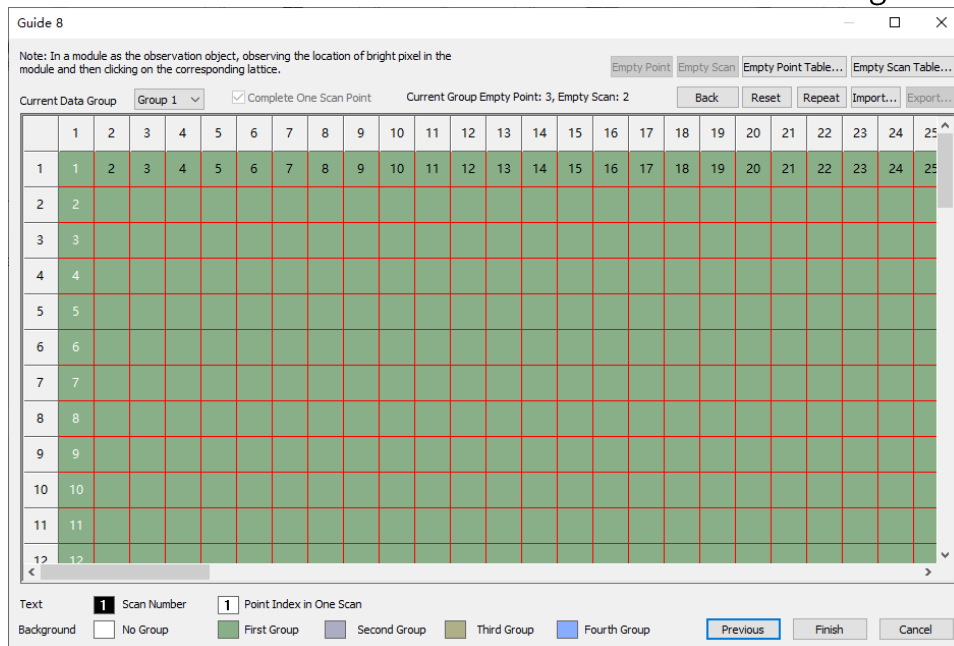 Guide 8
Note: In a module as the observation object, observing the location of bright pixel in the
module and then clicking on the corresponding lattice.
Empty Point Empty Scan Empty Point Table... Empty Scan Table...
Current Data Group Group 1 Complete One Scan Point Current Group Empty Point: 3, Empty Scan: 2 Back Reset Repeat Import... Export...
1 2 3 4 5 6 7 8 9 10 11 12 13 14 15 16 17 18 19 20 21 22 23 24 25
1 1 2 3 4 5 6 7 8 9 10 11 12 13 14 15 16 17 18 19 20 21 22 23 24 25
2 2
3 3
4 4
5 5
6 6
7 7
8 8
9 9
10 10
11 11
12 12
Text 1 Scan Number 1 Point Index in One Scan
Background No Group First Group Second Group Third Group Fourth Group Previous Finish Cancel